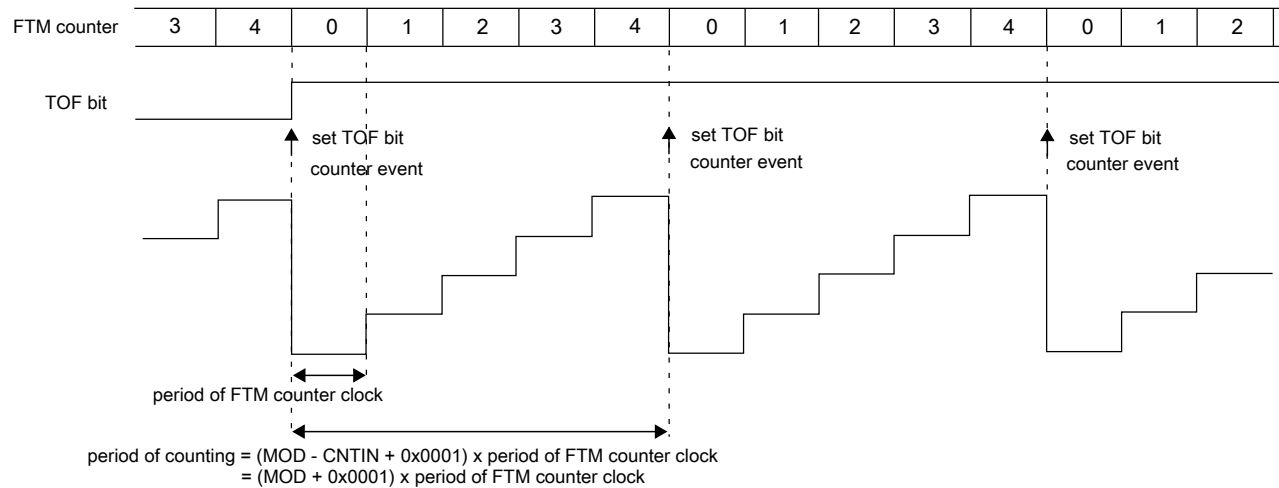 FTM counter 3 4 0 1 2 3 4 0 1 2 3 4 0 1 2
TOF bit
set TOF bit
counter event
set TOF bit
counter event
set TOF bit
counter event
period of FTM counter clock
period of counting = (MOD - CNTIN + 0x0001) x period of FTM counter clock
= (MOD + 0x0001) x period of FTM counter clock